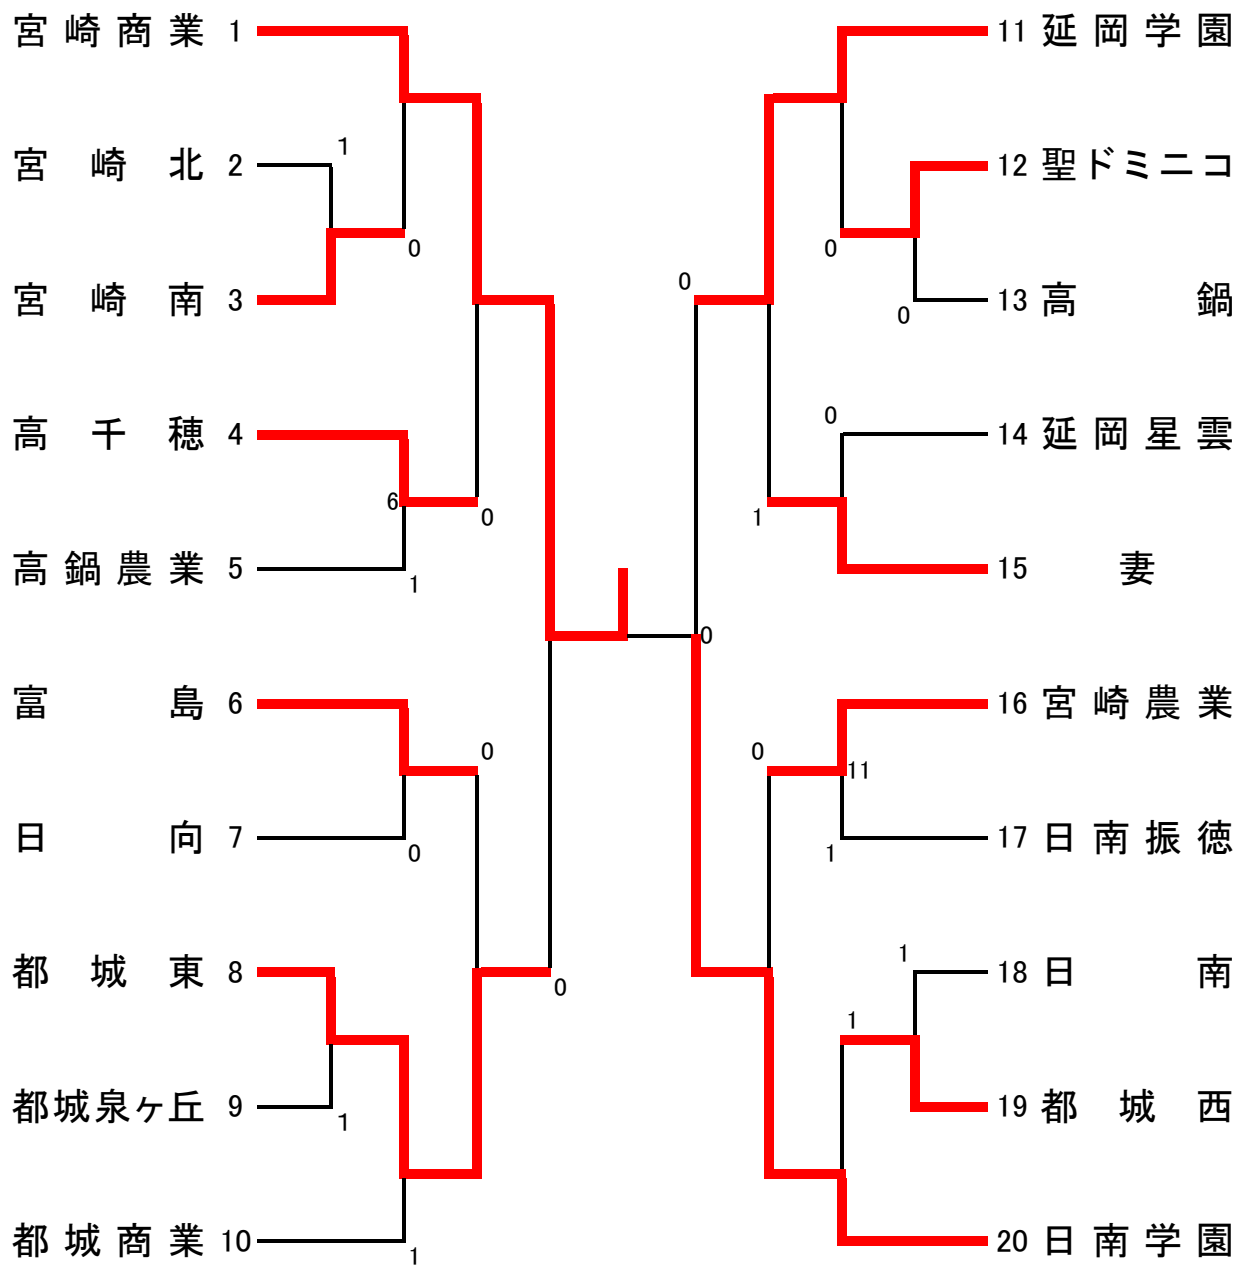 宮崎商業 1
11 延岡学園
1
宮崎北 2
12 聖ドミニコ
0
0
0
宮崎南 3
13 高鍋
0
0
高千穂 4
14 延岡星雲
6
0
1
高鍋農業 5
15 妻
1
0
富島 6
16 宮崎農業
0
0
11
日向 7
17 日南振徳
0
1
1
都城東 8
18 日南
0
1
都城泉ヶ丘 9
19 都城西
1
都城商業 10
20 日南学園
1